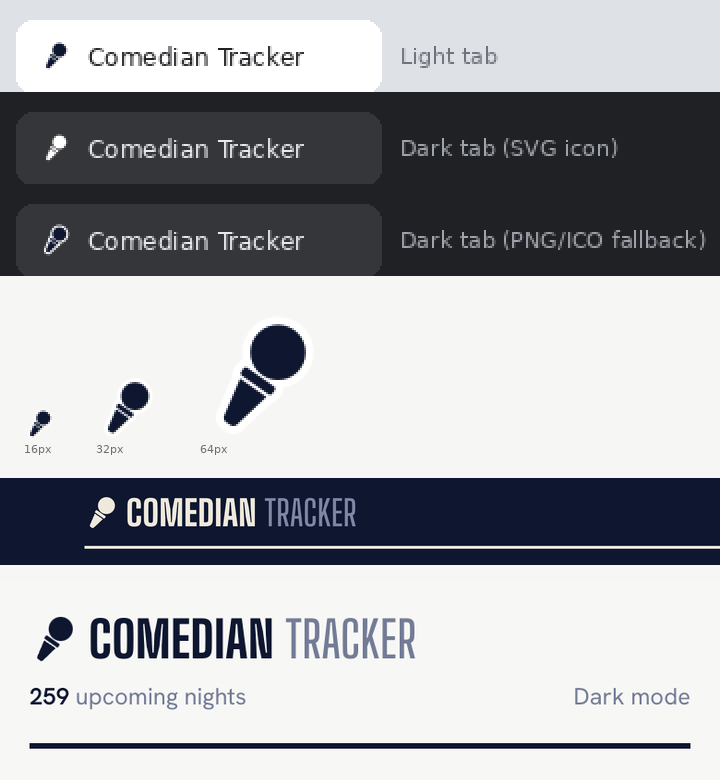 Comedian Tracker Light tab
Comedian Tracker Dark tab (SVG icon)
Comedian Tracker Dark tab (PNG/ICO fallback)
16px 32px 64px
COMEDIAN TRACKER
COMEDIAN TRACKER
259 upcoming nights Dark mode